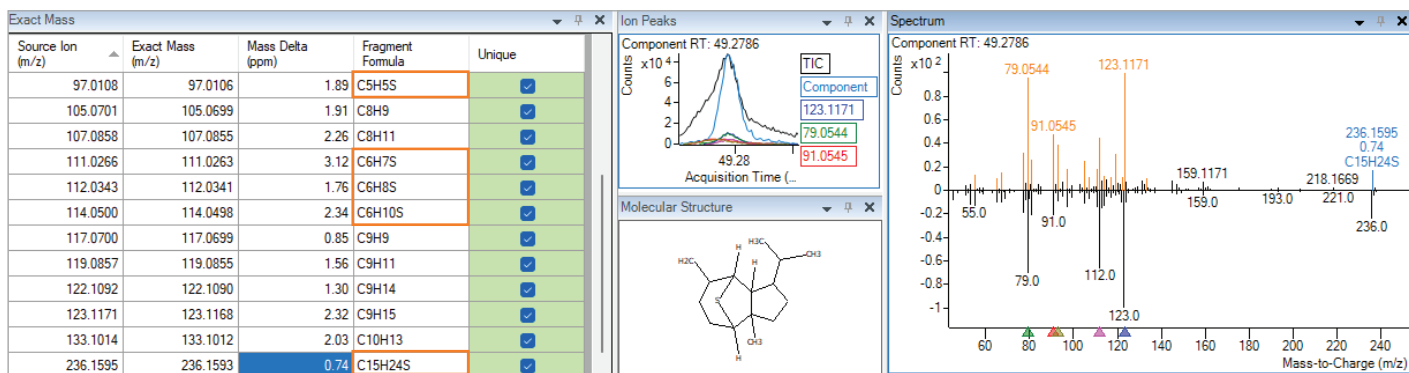 Exact Mass
Source Ion (m/z) Exact Mass (m/z) Mass Delta (ppm) Fragment Formula Unique
97.0108 97.0106 1.89 C5H5S
105.0701 105.0699 1.91 C8H9
107.0858 107.0855 2.26 C8H11
111.0266 111.0263 3.12 C6H7S
112.0343 112.0341 1.76 C6H8S
114.0500 114.0498 2.34 C6H10S
117.0700 117.0699 0.85 C9H9
119.0857 119.0855 1.56 C9H11
122.1092 122.1090 1.30 C9H14
123.1171 123.1168 2.32 C9H15
133.1014 133.1012 2.03 C10H13
236.1595 236.1593 0.74 C15H24S
Ion Peaks
Component RT: 49.2786
Counts
x10 4
6-
4-
2-
0
49.28
Acquisition Time (...
TIC
Component
123.1171
79.0544
91.0545
Molecular Structure
H
H3C
CH3
H2C
H
S
CH3
H
Spectrum
Component RT: 49.2786
Counts
x10 2
0.8-
0.6-
0.4-
0.2-
0
-0.2-
-0.4-
-0.6-
-0.8-
-1-
79.0544
123.1171
91.0545
236.1595
0.74
C15H24S
159.1171
218.1669
55.0
91.0
159.0
193.0
221.0
236.0
79.0
112.0
123.0
60 80 100 120 140 160 180 200 220 240
Mass-to-Charge (m/z)